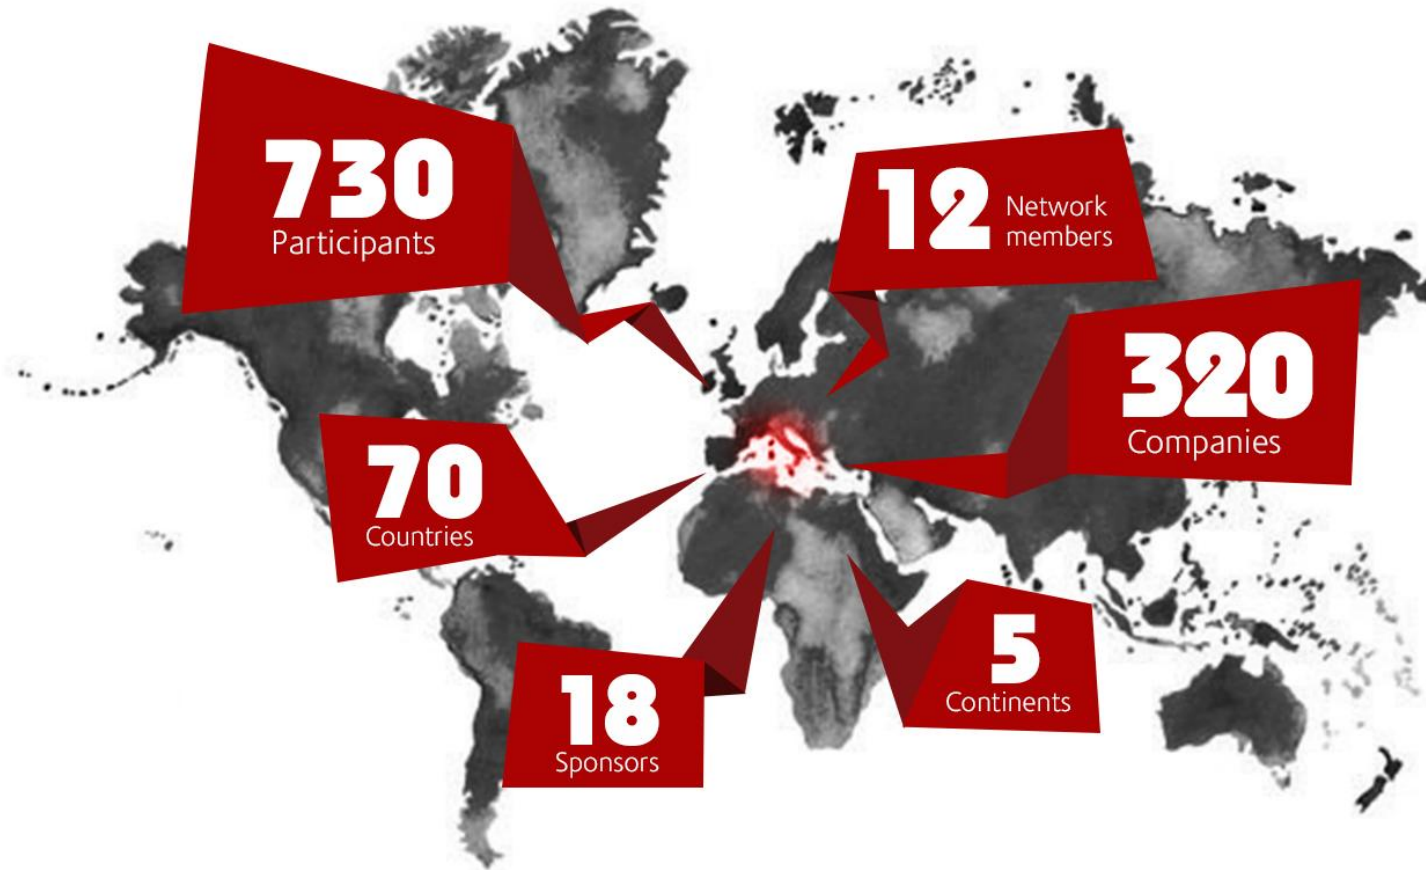 730
Participants
12
Network
members
320
Companies
70
Countries
18
Sponsors
5
Continents